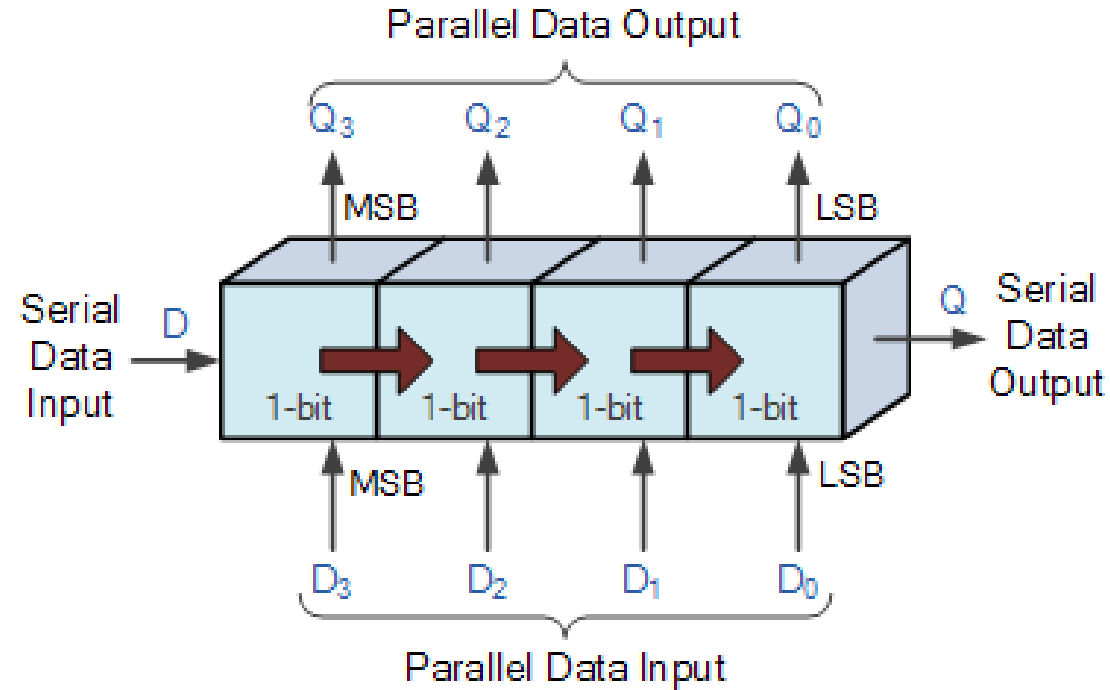 Parallel Data Output
Q₃ Q₂ Q₁ Q₀
MSB LSB
Serial
Data
Input
D
Q
Serial
Data
Output
1-bit 1-bit 1-bit 1-bit
MSB LSB
D₃ D₂ D₁ D₀
Parallel Data Input